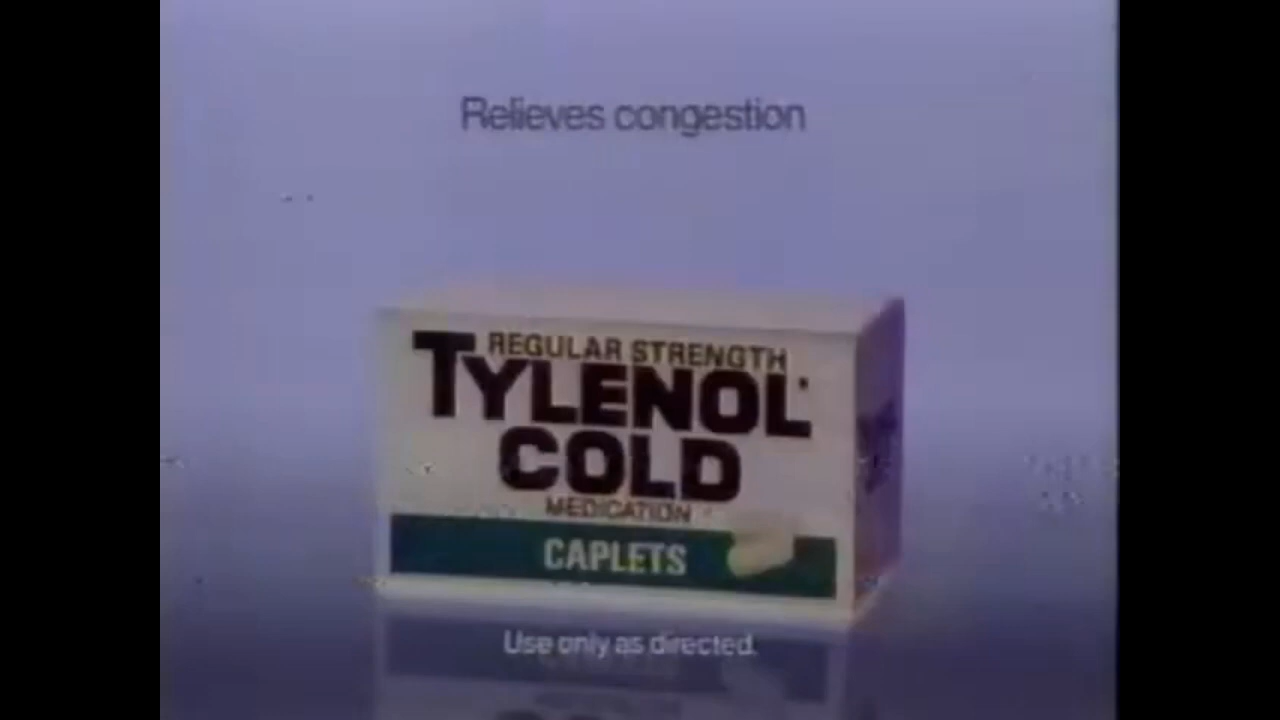 Relieves congestion
REGULAR STRENGTH
TYLENOL
COLD
MEDICATION
CAPLETS
Use only as directed.